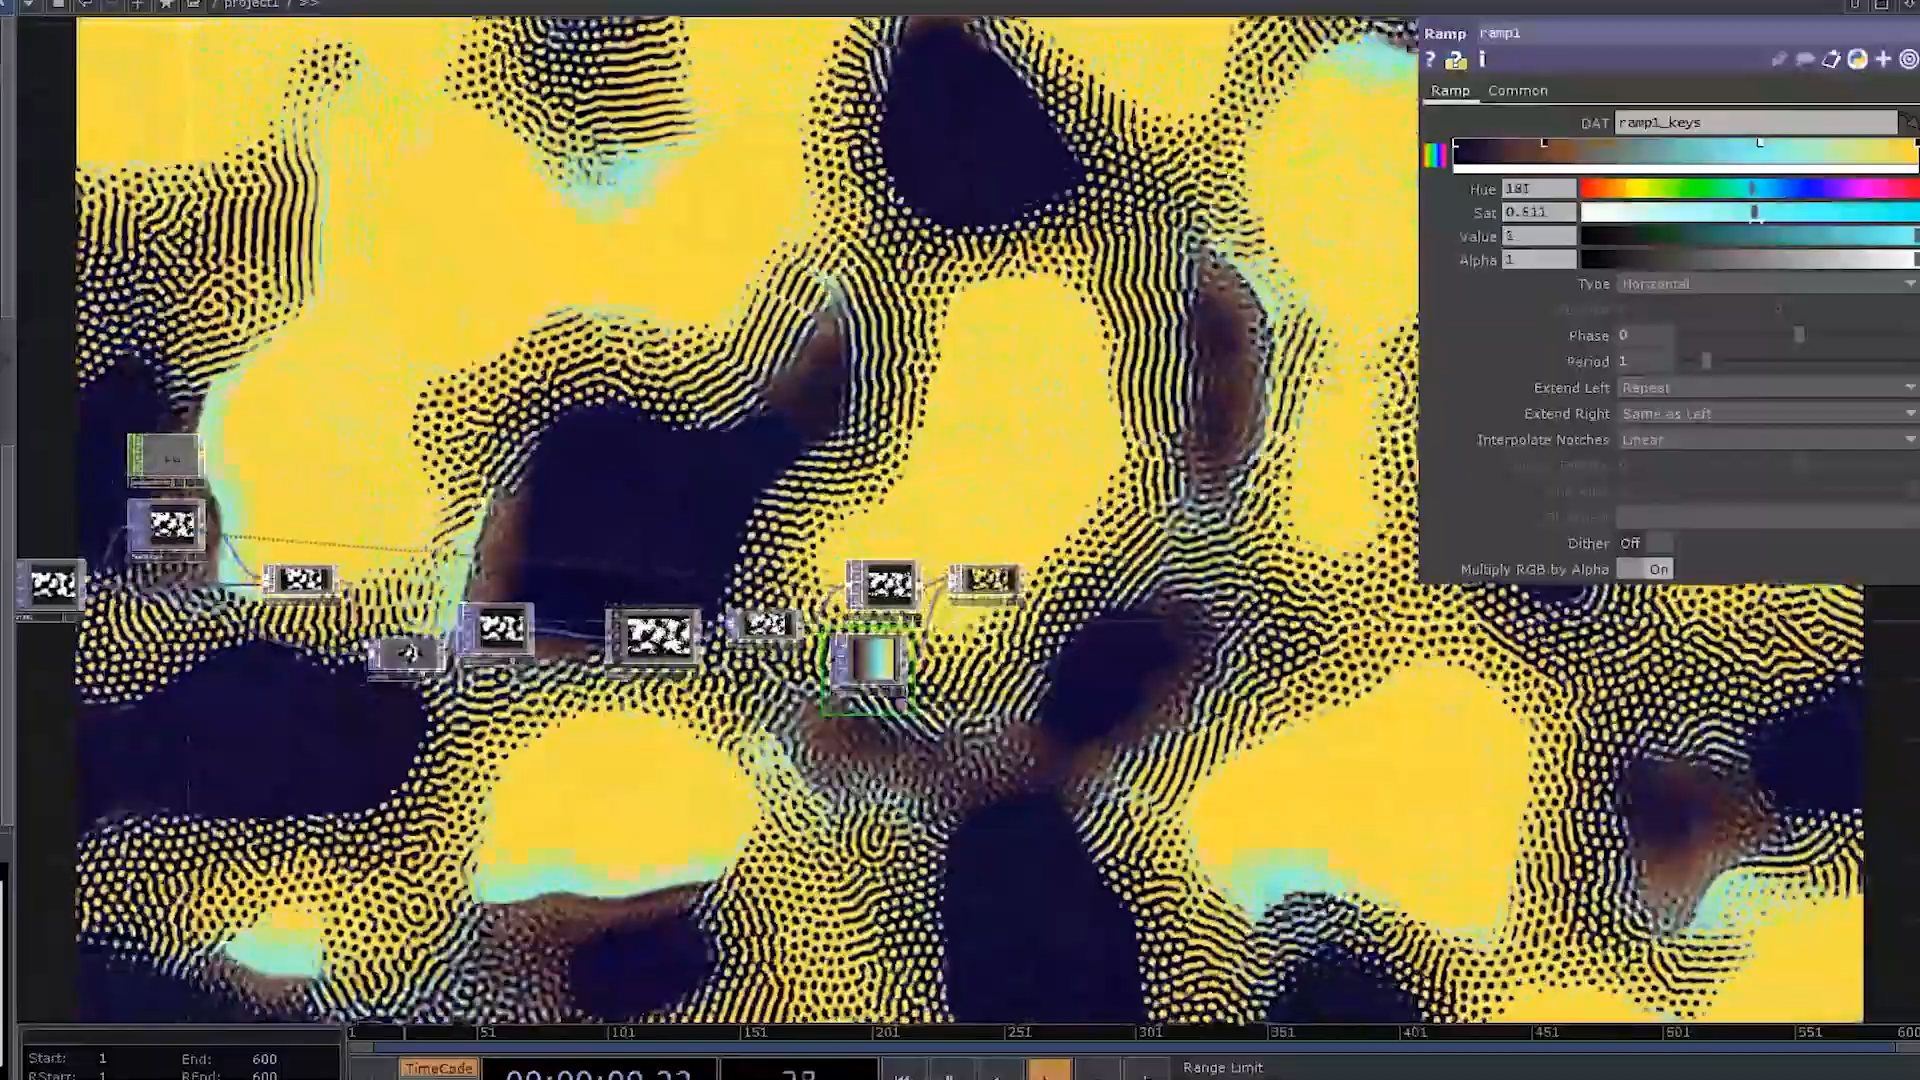 / project1 / >>
Ramp ramp1
? ? i
Ramp Common
DAT ramp1_keys
Hue 181
Sat 0.611
Value 1
Alpha 1
Type Horizontal
Phase 0
Period 1
Extend Left Repeat
Extend Right Same as Left
Interpolate Notches Linear
Dither Off
Multiply RGB by Alpha On
1 51 101 151 201 251 301 351 401 451 501 551 600
Start: 1 End: 600
RStart: 1 REnd: 600
TimeCode
Range Limit